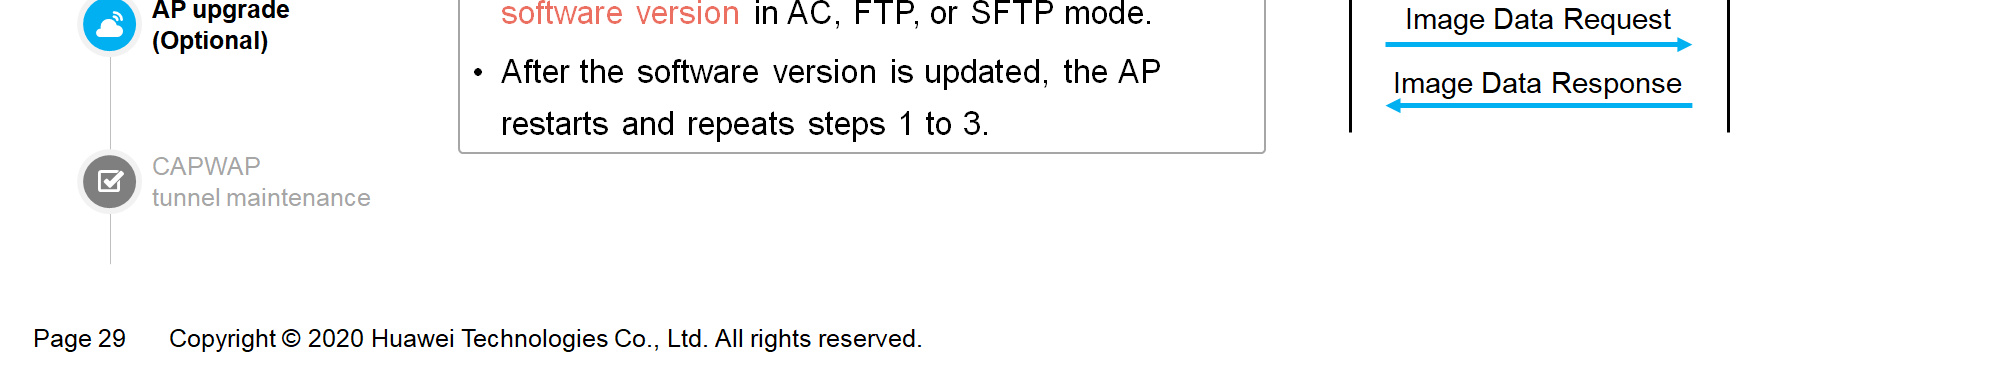 AP upgrade
(Optional)
software version in AC, FTP, or SFTP mode.
• After the software version is updated, the AP
restarts and repeats steps 1 to 3.
Image Data Request
Image Data Response
CAPWAP
tunnel maintenance
Page 29 Copyright © 2020 Huawei Technologies Co., Ltd. All rights reserved.